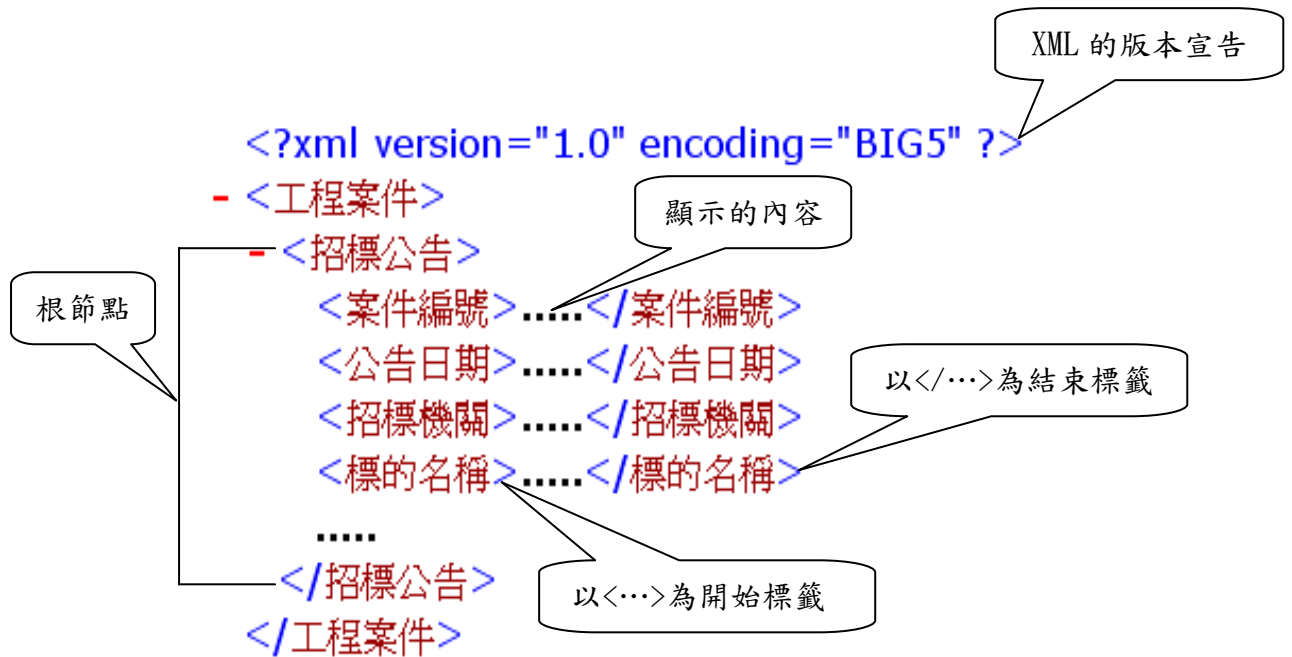 XML 的版本宣告
<?xml version="1.0" encoding="BIG5" ?>
- <工程案件>
顯示的內容
- <招標公告>
根節點
<案件編號>.....</案件編號>
<公告日期>.....</公告日期>
以</…>為結束標籤
<招標機關>.....</招標機關>
<標的名稱>.....</標的名稱>
.....
</招標公告>
以<…>為開始標籤
</工程案件>